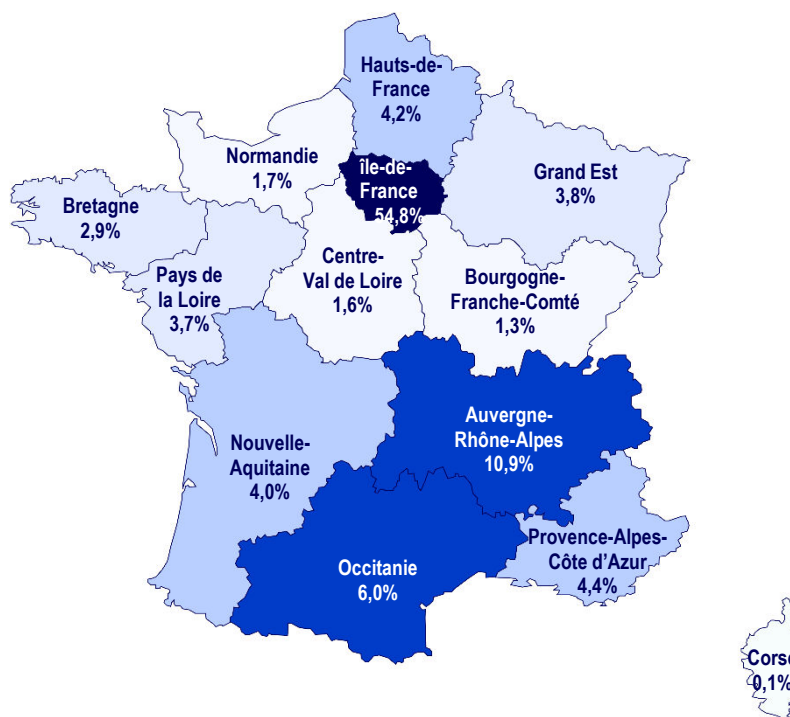 Hauts-de-
France
4,2%
Normandie
1,7%
île-de-
France
54,8%
Grand Est
3,8%
Bretagne
2,9%
Pays de
la Loire
3,7%
Centre-
Val de Loire
1,6%
Bourgogne-
Franche-Comté
1,3%
Auvergne-
Rhône-Alpes
10,9%
Nouvelle-
Aquitaine
4,0%
Occitanie
6,0%
Provence-Alpes-
Côte d’Azur
4,4%
Corse
0,1%